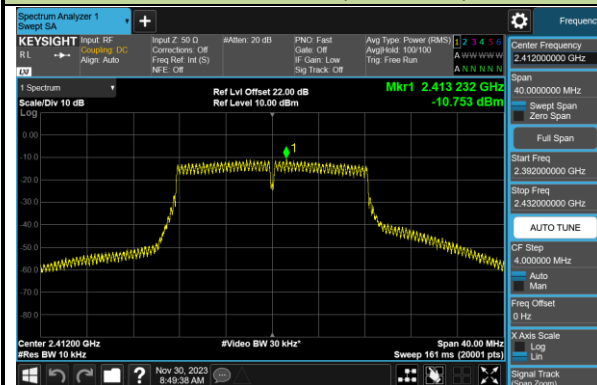 Spectrum Analyzer 1
Swept SA
+
Frequenc
KEYSIGHT
RL
LXI
Input: RF
Coupling: DC
Align: Auto
Input Z: 50 Ω
Corrections: Off
Freq Ref: Int (S)
NFE: Off
#Atten: 20 dB
PNO: Fast
Gate: Off
IF Gain: Low
Sig Track: Off
Avg Type: Power (RMS)
Avg|Hold: 100/100
Trig: Free Run
1 2 3 4 5 6
A W W W W W
A N N N N N
1 Spectrum
Scale/Div 10 dB
Log
Ref Lvl Offset 22.00 dB
Ref Level 10.00 dBm
Mkr1 2.413 232 GHz
-10.753 dBm
1
0.00
-10.0
-20.0
-30.0
-40.0
-50.0
-60.0
-70.0
-80.0
Center 2.41200 GHz
#Res BW 10 kHz
#Video BW 30 kHz*
Span 40.00 MHz
Sweep 161 ms (20001 pts)
?
Nov 30, 2023
8:49:38 AM
Center Frequency
2.412000000 GHz
Span
40.0000000 MHz
Swept Span
Zero Span
Full Span
Start Freq
2.392000000 GHz
Stop Freq
2.432000000 GHz
AUTO TUNE
CF Step
4.000000 MHz
Auto
Man
Freq Offset
0 Hz
X Axis Scale
Log
Lin
Signal Track
(Span Zoom)